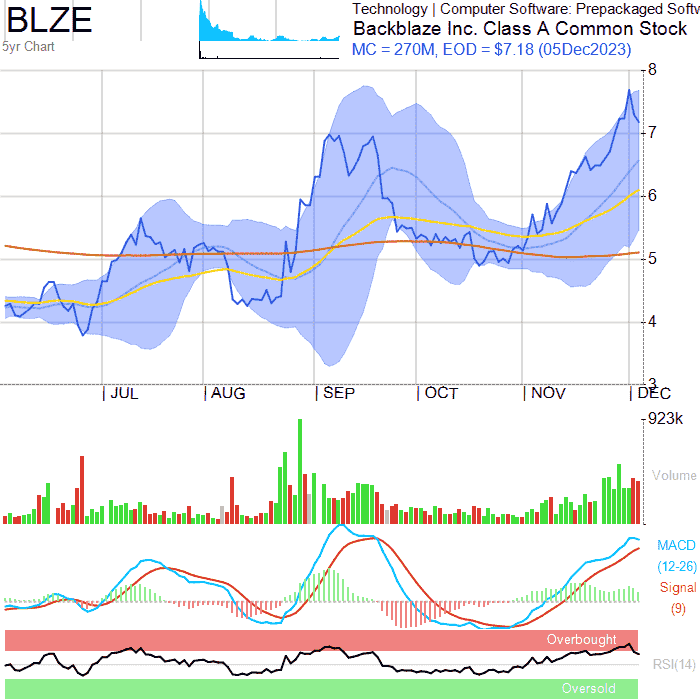 BLZE
5yr Chart
Technology | Computer Software: Prepackaged Softw
Backblaze Inc. Class A Common Stock
MC = 270M, EOD = $7.18 (05Dec2023)
8
7
6
5
4
3
JUL
AUG
SEP
OCT
NOV
DEC
923k
Volume
MACD
(12-26)
Signal
(9)
Overbought
RSI(14)
Oversold